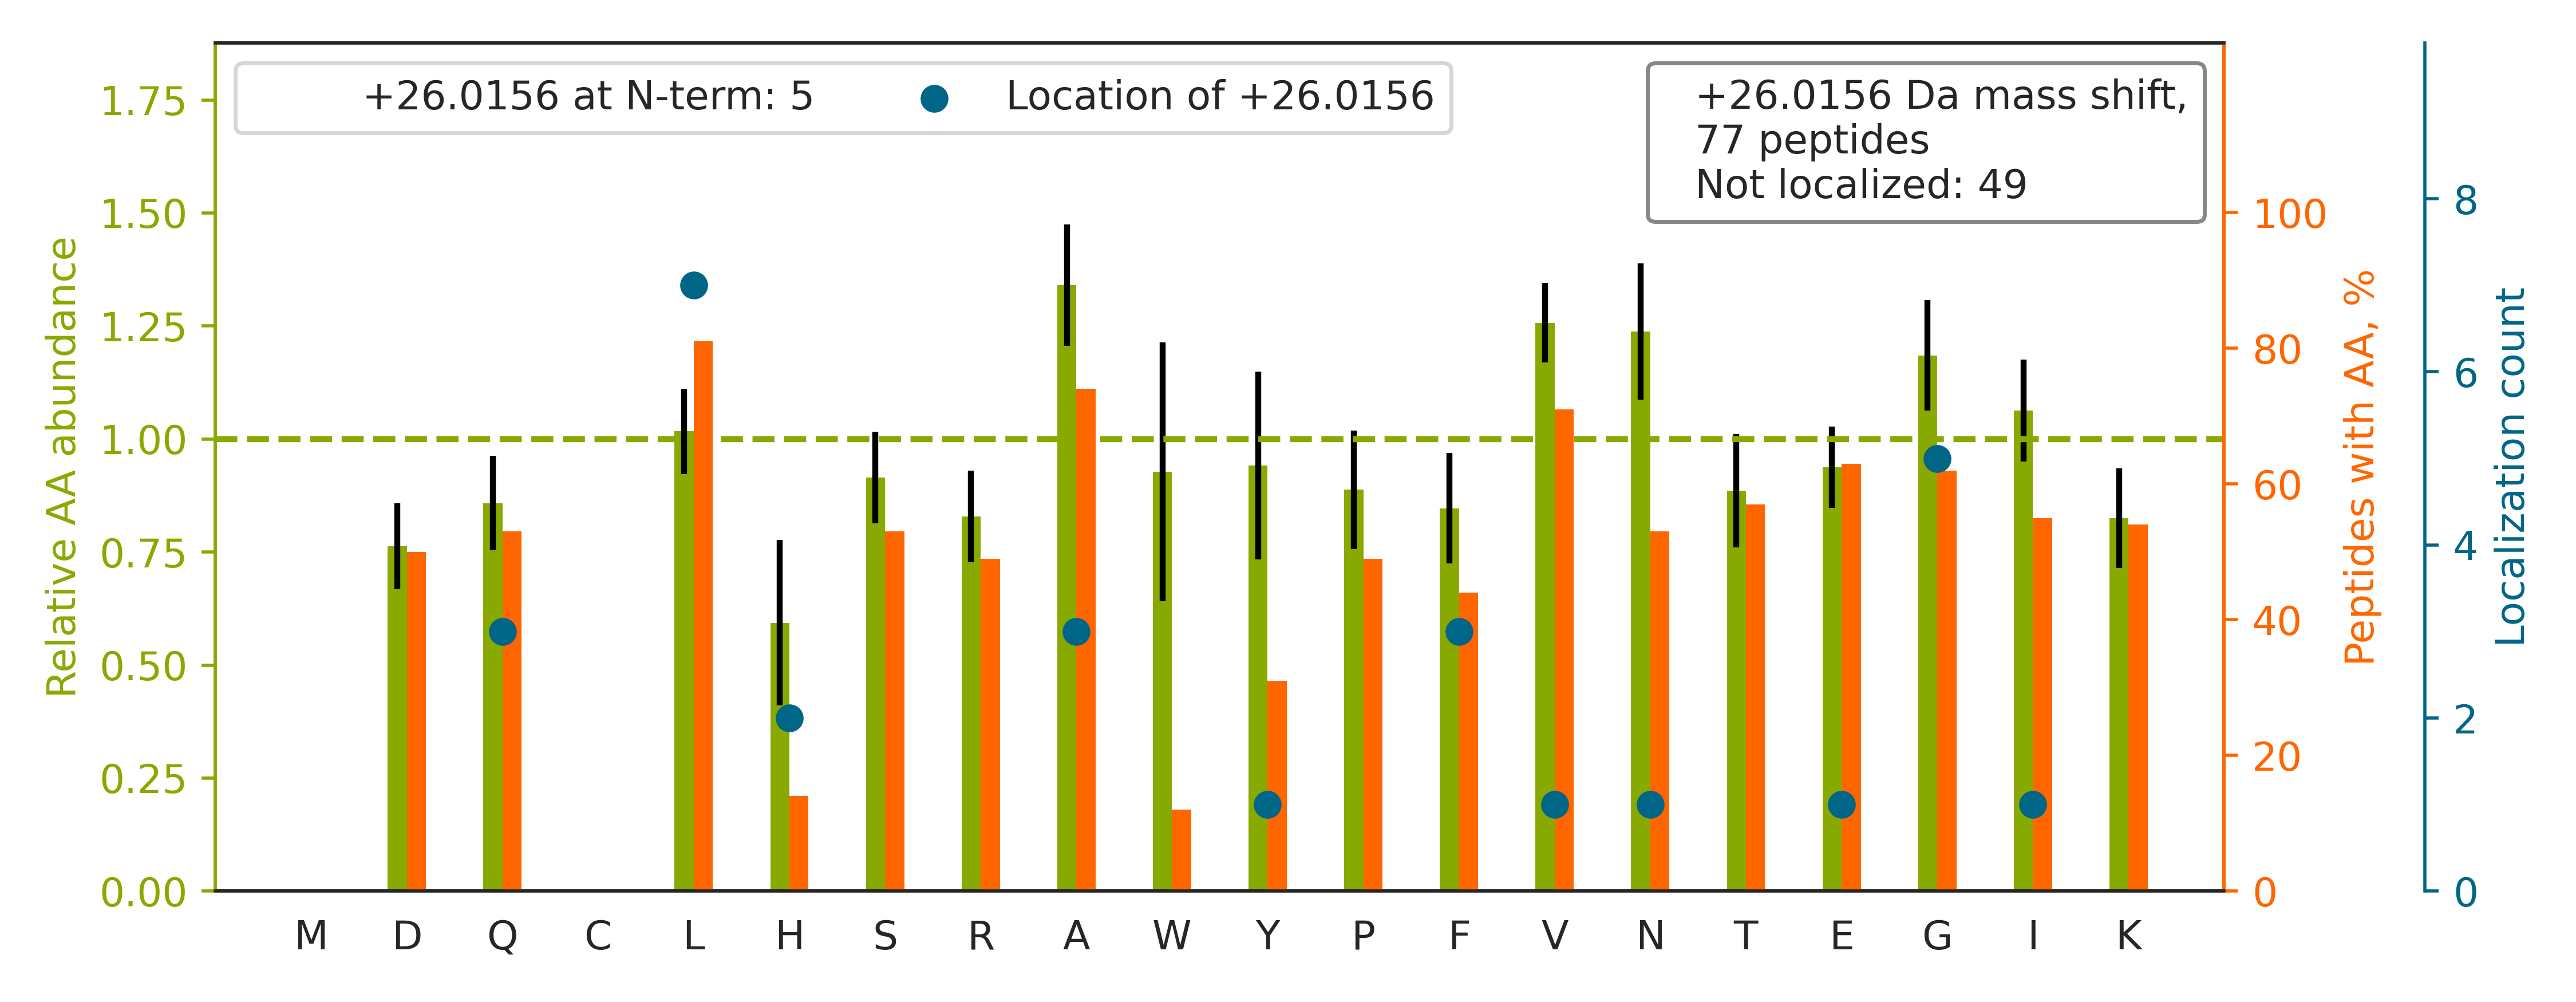 +26.0156 at N-term: 5
Location of +26.0156
+26.0156 Da mass shift,
77 peptides
Not localized: 49
Relative AA abundance
1.75
1.50
1.25
1.00
0.75
0.50
0.25
0.00
M D Q C L H S R A W Y P F V N T E G I K
100
80
60
40
20
0
Peptides with AA, %
8
6
4
2
0
Localization count